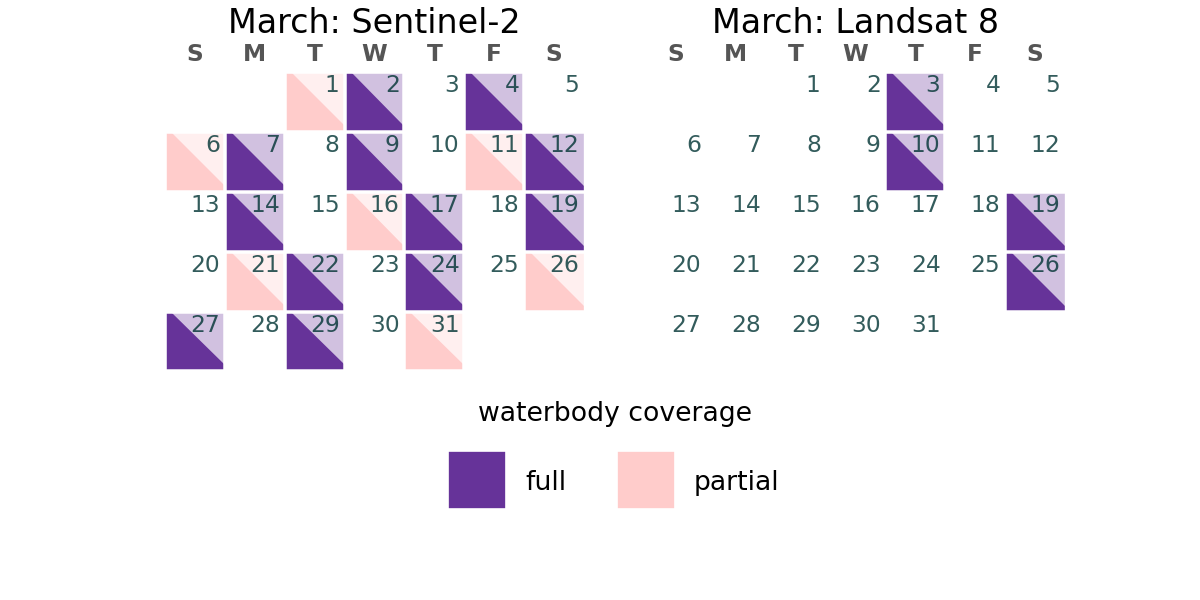 March: Sentinel-2
S M T W T F S
1 2 3 4 5
6 7 8 9 10 11 12
13 14 15 16 17 18 19
20 21 22 23 24 25 26
27 28 29 30 31
March: Landsat 8
S M T W T F S
1 2 3 4 5
6 7 8 9 10 11 12
13 14 15 16 17 18 19
20 21 22 23 24 25 26
27 28 29 30 31
waterbody coverage
full partial